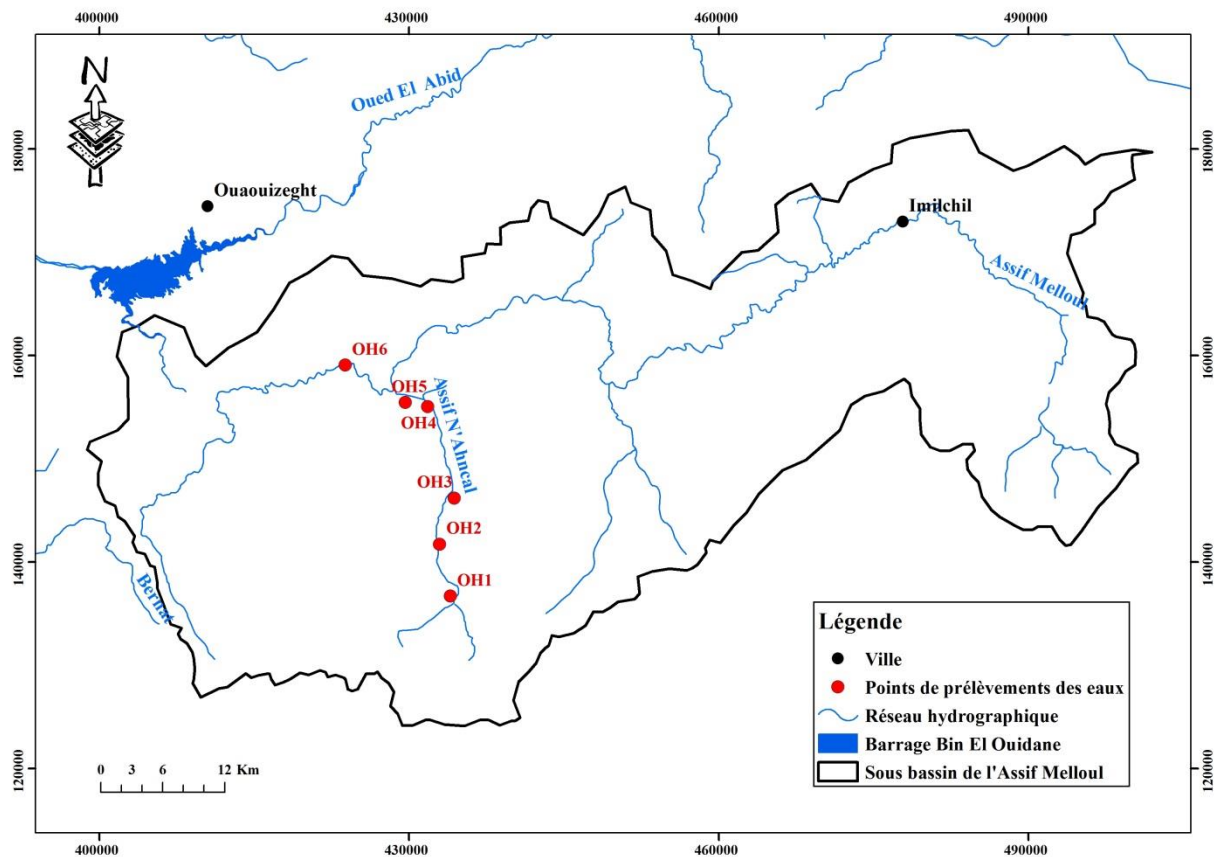 400000 430000 460000 490000
N
Oued El Abid
180000 180000
Ouaouizeght
Imilchil
Assif Melloul
160000 160000
OH6
OH5
OH4
Assif N'Ahncal
OH3
OH2
140000 140000
OH1
Bernat
Légende
Ville
Points de prélèvements des eaux
Réseau hydrographique
Barrage Bin El Ouidane
Sous bassin de l'Assif Melloul
0 3 6 12 Km
120000 120000
400000 430000 460000 490000